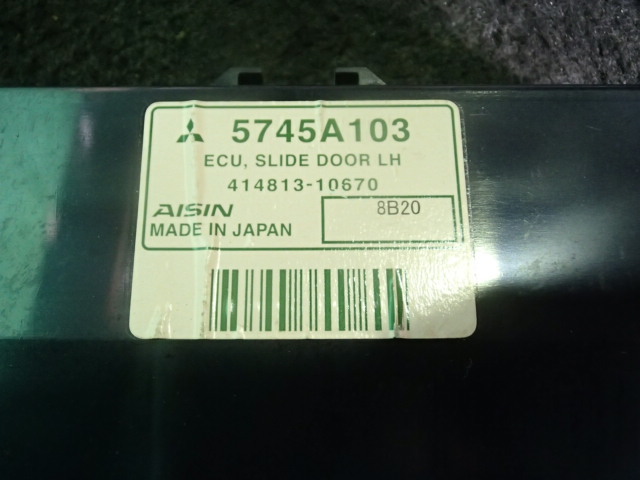 5745A103
ECU, SLIDE DOOR LH
414813-10670
AISIN 8B20
MADE IN JAPAN